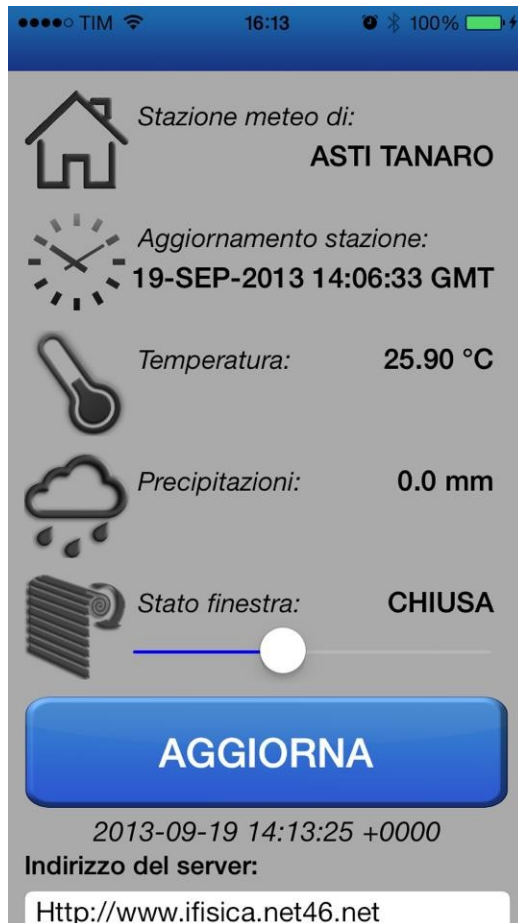 TIM 16:13 100%
Stazione meteo di:
ASTI TANARO
Aggiornamento stazione:
19-SEP-2013 14:06:33 GMT
Temperatura: 25.90 °C
Precipitazioni: 0.0 mm
Stato finestra: CHIUSA
AGGIORNA
2013-09-19 14:13:25 +0000
Indirizzo del server:
Http://www.ifisica.net46.net